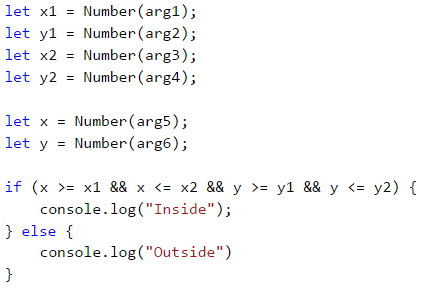 let x1 = Number(arg1);
let y1 = Number(arg2);
let x2 = Number(arg3);
let y2 = Number(arg4);

let x = Number(arg5);
let y = Number(arg6);

if (x >= x1 && x <= x2 && y >= y1 && y <= y2) {
    console.log("Inside");
} else {
    console.log("Outside")
}